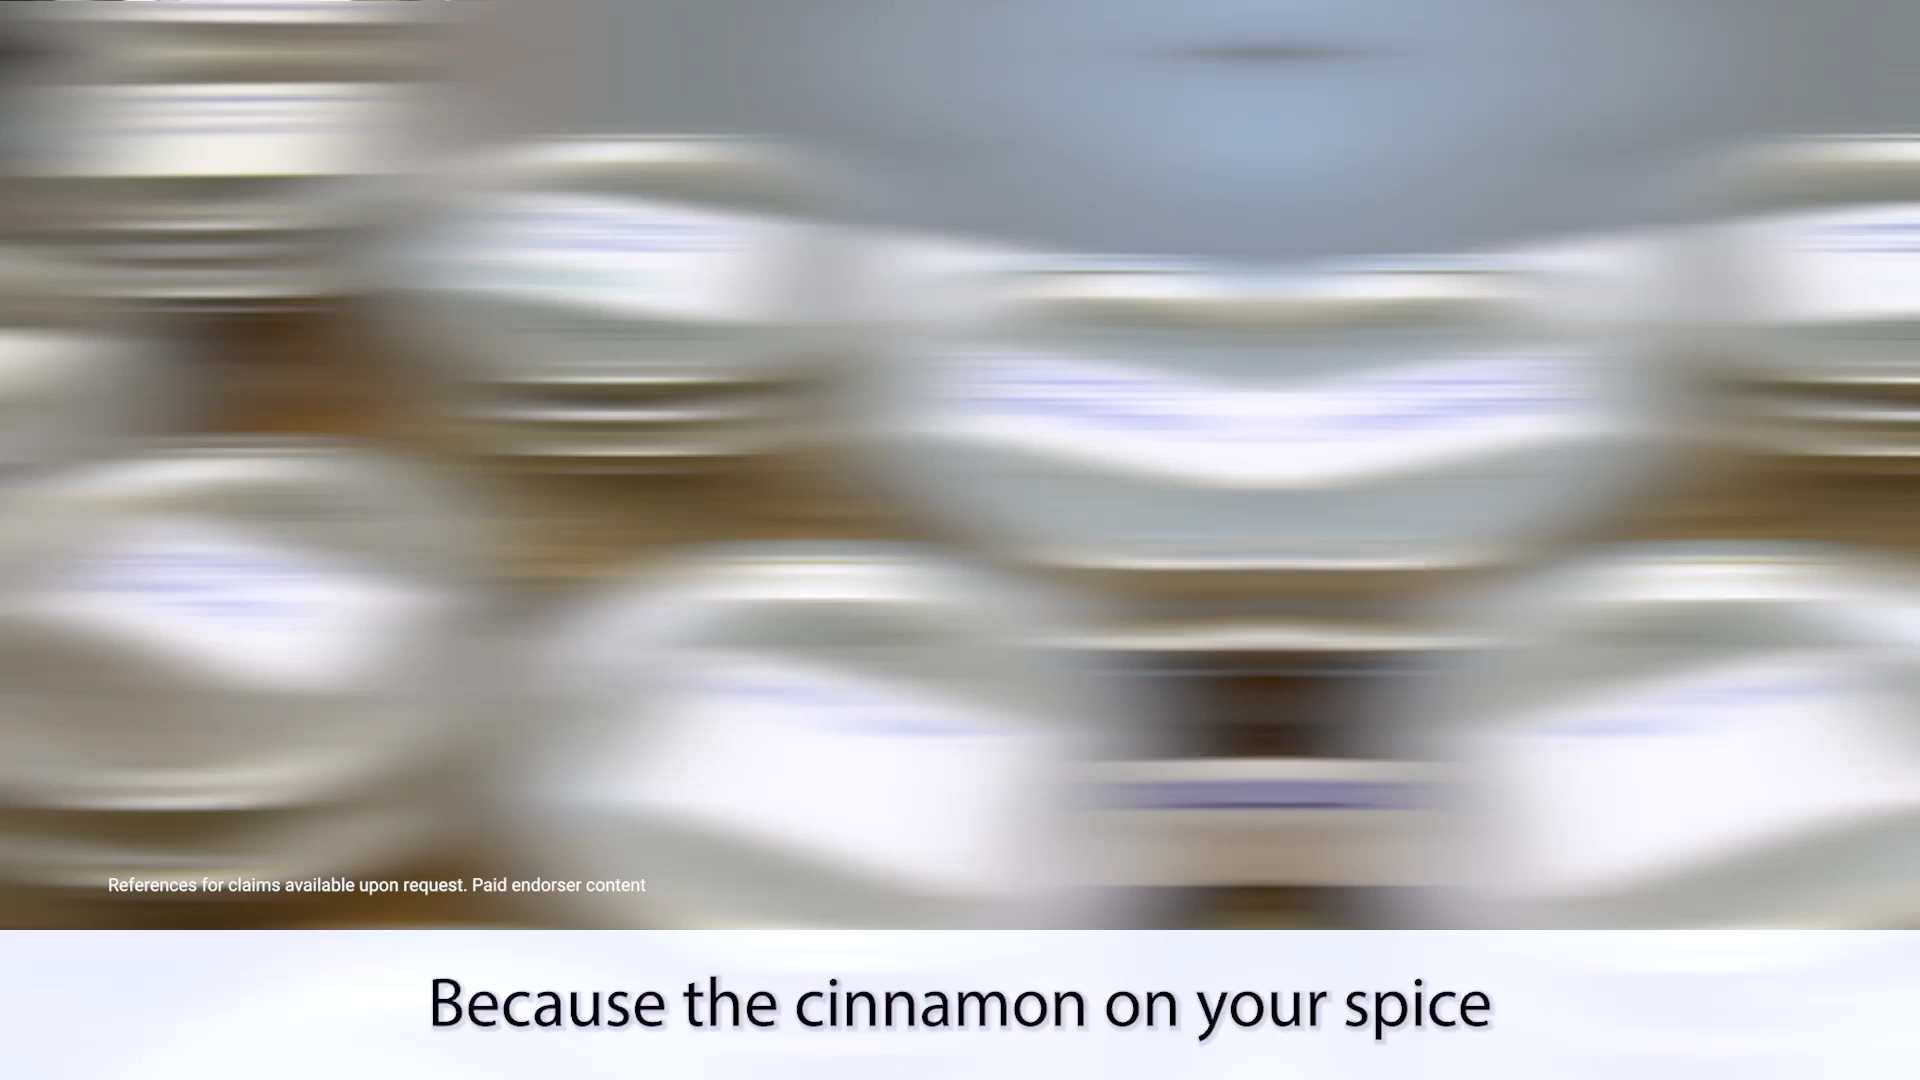 References for claims available upon request. Paid endorser content
Because the cinnamon on your spice